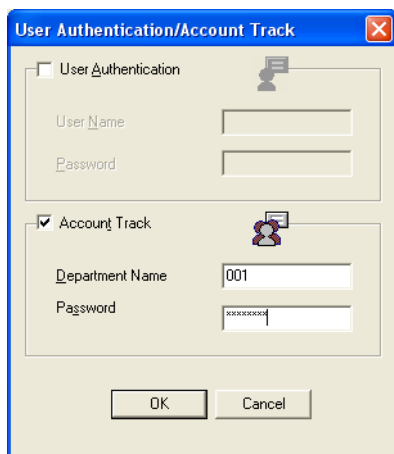 User Authentication/Account Track
User Authentication
User Name
Password
Account Track
Department Name 001
Password ********
OK Cancel